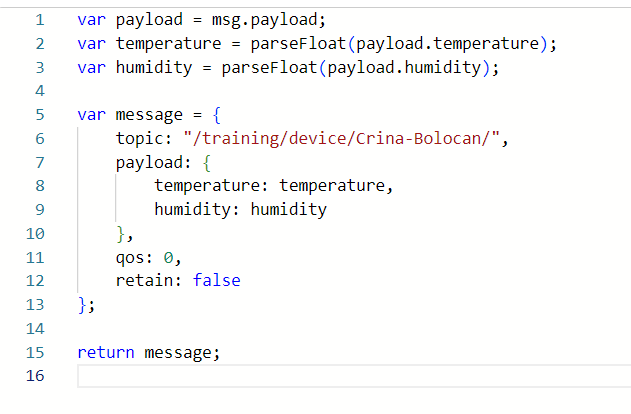 1 var payload = msg.payload;
2 var temperature = parseFloat(payload.temperature);
3 var humidity = parseFloat(payload.humidity);
4
5 var message = {
6     topic: "/training/device/Crina-Bolocan/",
7     payload: {
8         temperature: temperature,
9         humidity: humidity
10     },
11     qos: 0,
12     retain: false
13 };
14
15 return message;
16